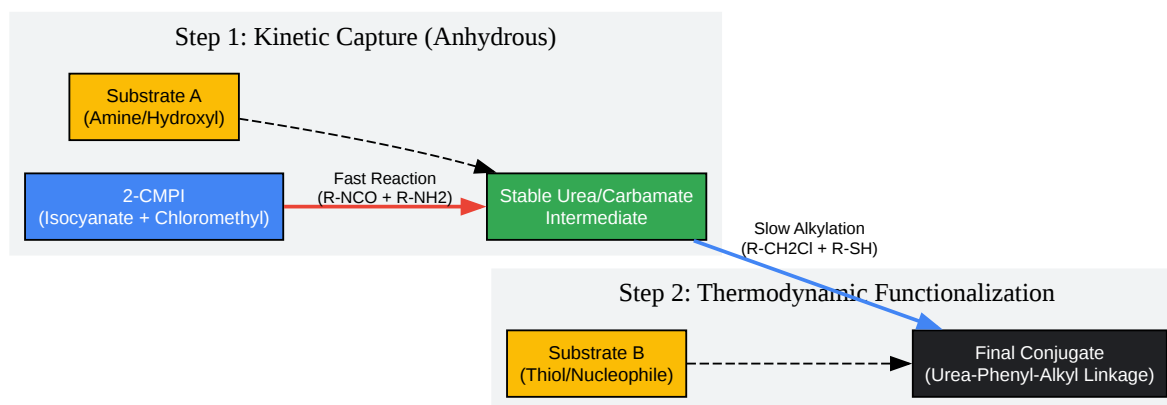 Step 1: Kinetic Capture (Anhydrous)
Substrate A
(Amine/Hydroxyl)
2-CMPI
(Isocyanate + Chloromethyl)
Fast Reaction
(R-NCO + R-NH2)
Stable Urea/Carbamate
Intermediate
Slow Alkylation
(R-CH2Cl + R-SH)
Step 2: Thermodynamic Functionalization
Substrate B
(Thiol/Nucleophile)
Final Conjugate
(Urea-Phenyl-Alkyl Linkage)